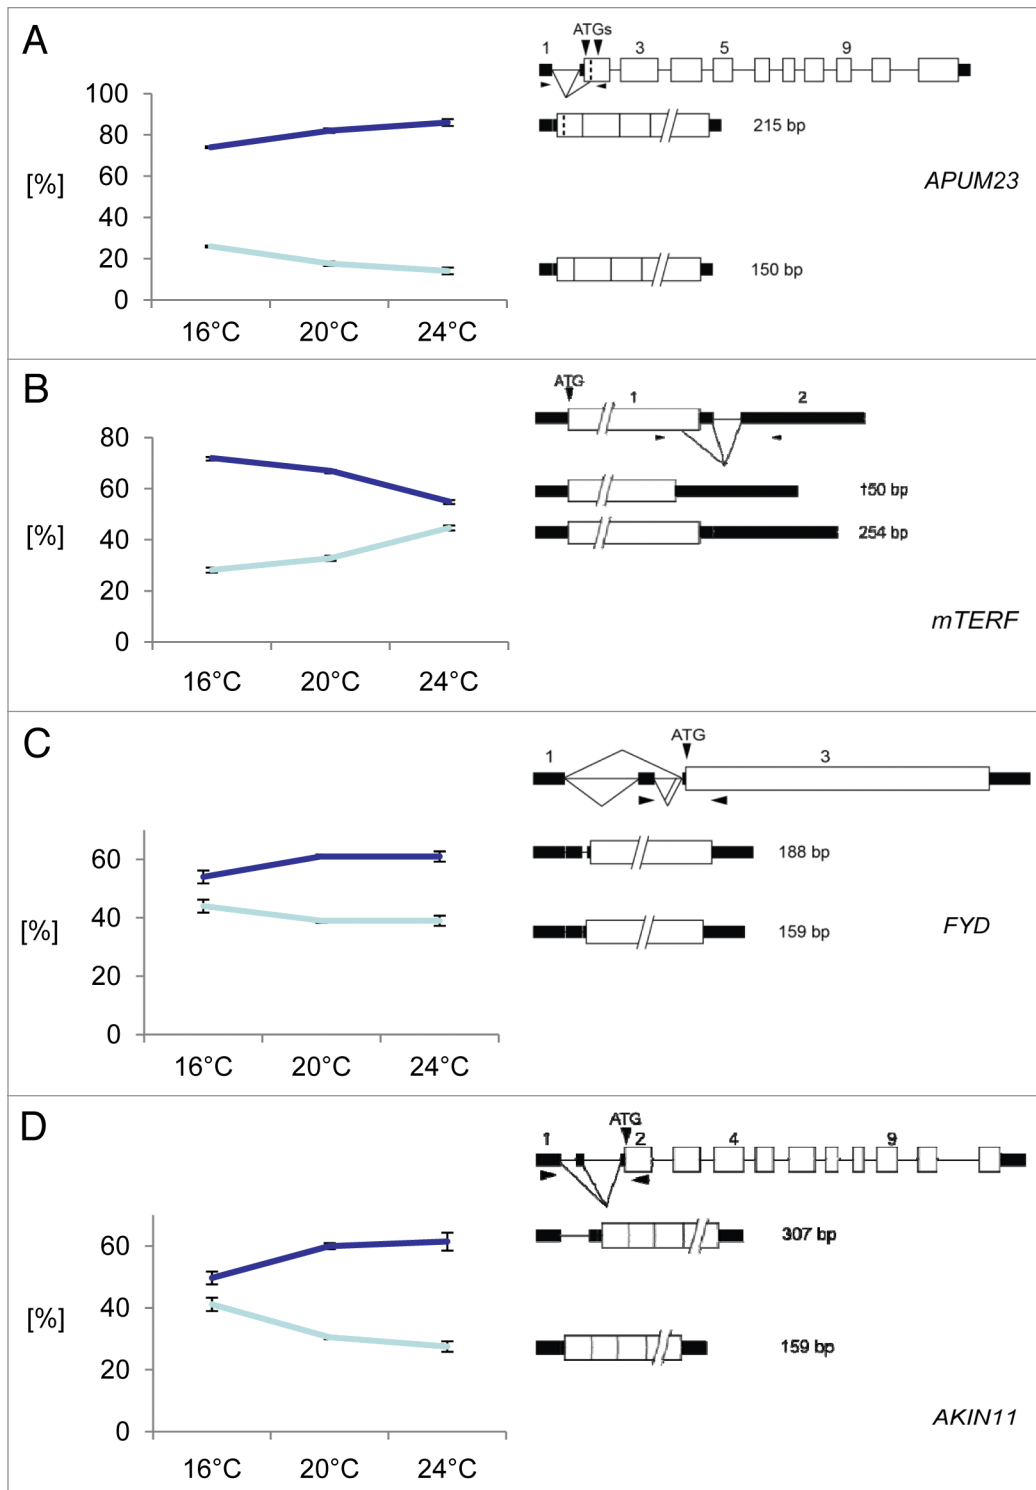 A
ATGs
1 3 5 9
100
80
60
40
20
0
[%]
16°C 20°C 24°C
215 bp
APUM23
150 bp
B
ATG
1 2
80
60
40
20
0
[%]
16°C 20°C 24°C
150 bp
254 bp
mTERF
C
ATG
1 3
60
40
20
0
[%]
16°C 20°C 24°C
188 bp
159 bp
FYD
D
ATG
1 2 4 9
60
40
20
0
[%]
16°C 20°C 24°C
307 bp
159 bp
AKIN11